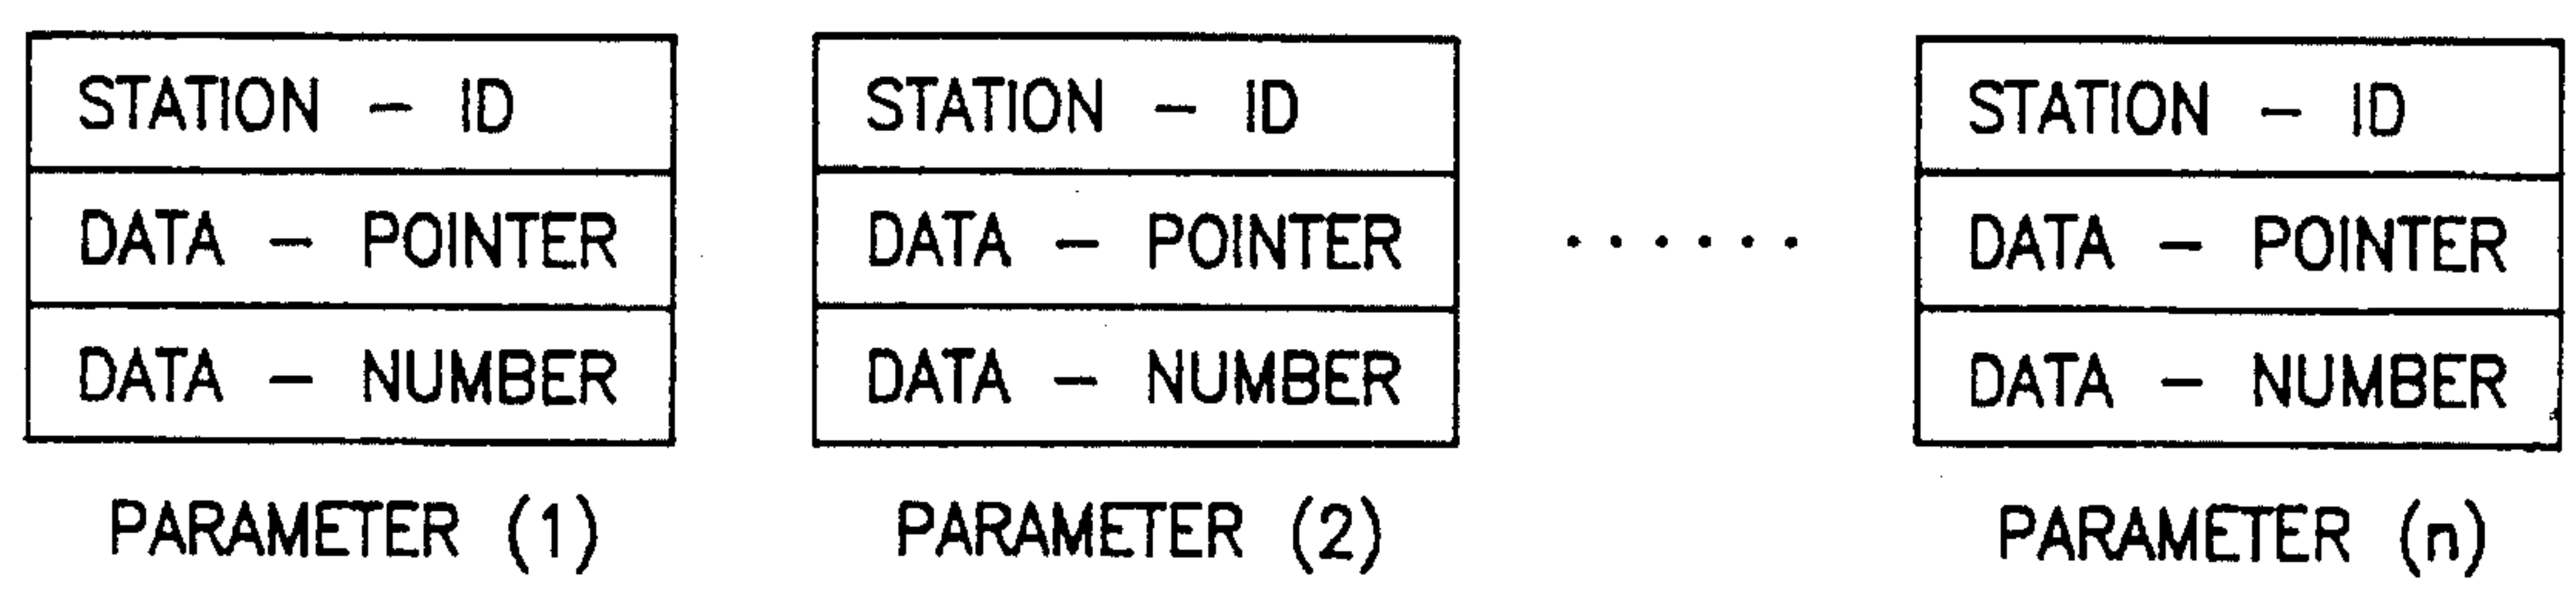 STATION - ID
DATA - POINTER
DATA - NUMBER
PARAMETER (1)
STATION - ID
DATA - POINTER
DATA - NUMBER
PARAMETER (2)
......
STATION - ID
DATA - POINTER
DATA - NUMBER
PARAMETER (n)